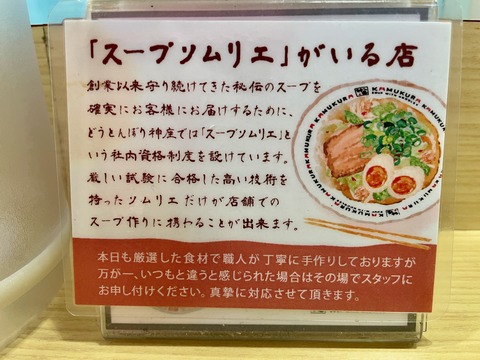 「スープソムリエ」がいる店
創業以来守り続けてきた秘伝のスープを
確実にお客様にお届けするために、
どうとんぼり神座では「スープソムリエ」と
いう社内資格制度を設けています。
厳しい試験に合格した高い技術を
持ったソムリエだけが店舗での
スープ作りに携わることが出来ます。
KAMUKURA KAMUKURA KAMUKURA
本日も厳選した食材で職人が丁寧に手作りしておりますが
万が一、いつもと違うと感じられた場合はその場でスタッフに
お申し付けください。真摯に対応させて頂きます。